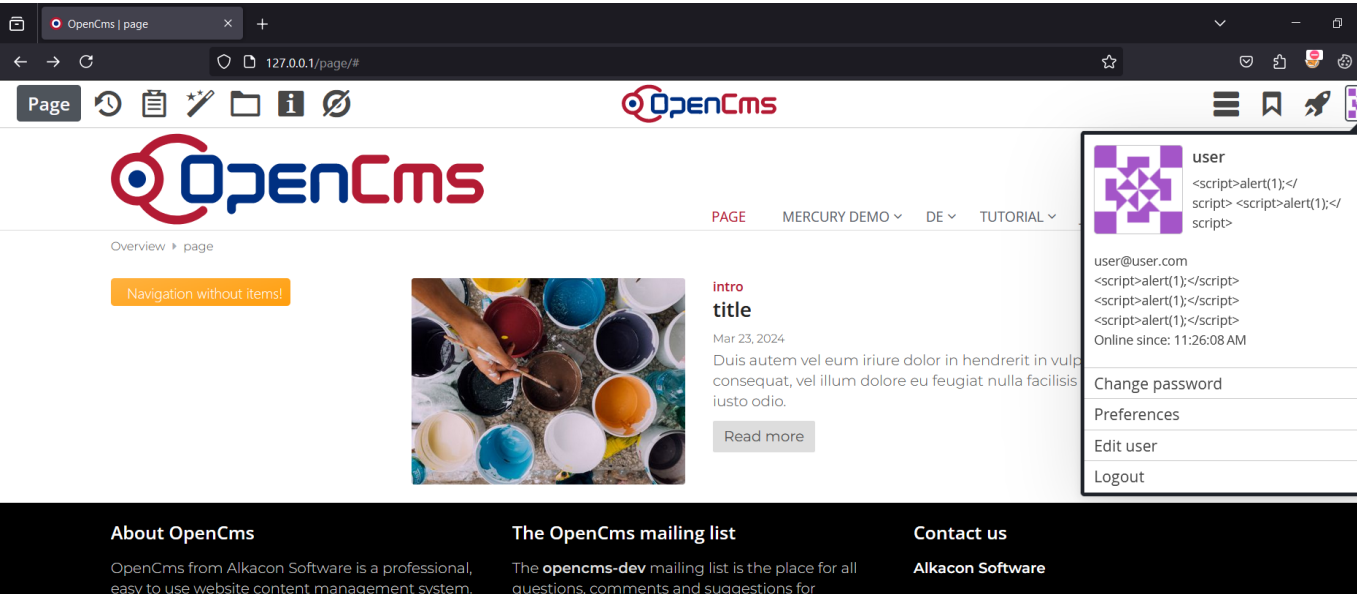 OpenCms | page
127.0.0.1/page/#
Page
OpenCms
OpenCms
PAGE
MERCURY DEMO
DE
TUTORIAL
Overview
page
Navigation without items!
intro
title
Mar 23, 2024
Duis autem vel eum iriure dolor in hendrerit in vulp
consequat, vel illum dolore eu feugiat nulla facilisis
iusto odio.
Read more
user
<script>alert(1);</
script> <script>alert(1);</
script>
user@user.com
<script>alert(1);</script>
<script>alert(1);</script>
<script>alert(1);</script>
Online since: 11:26:08 AM
Change password
Preferences
Edit user
Logout
About OpenCms
OpenCms from Alkacon Software is a professional,
easy to use website content management system.
The OpenCms mailing list
The opencms-dev mailing list is the place for all
questions, comments and suggestions for
Contact us
Alkacon Software